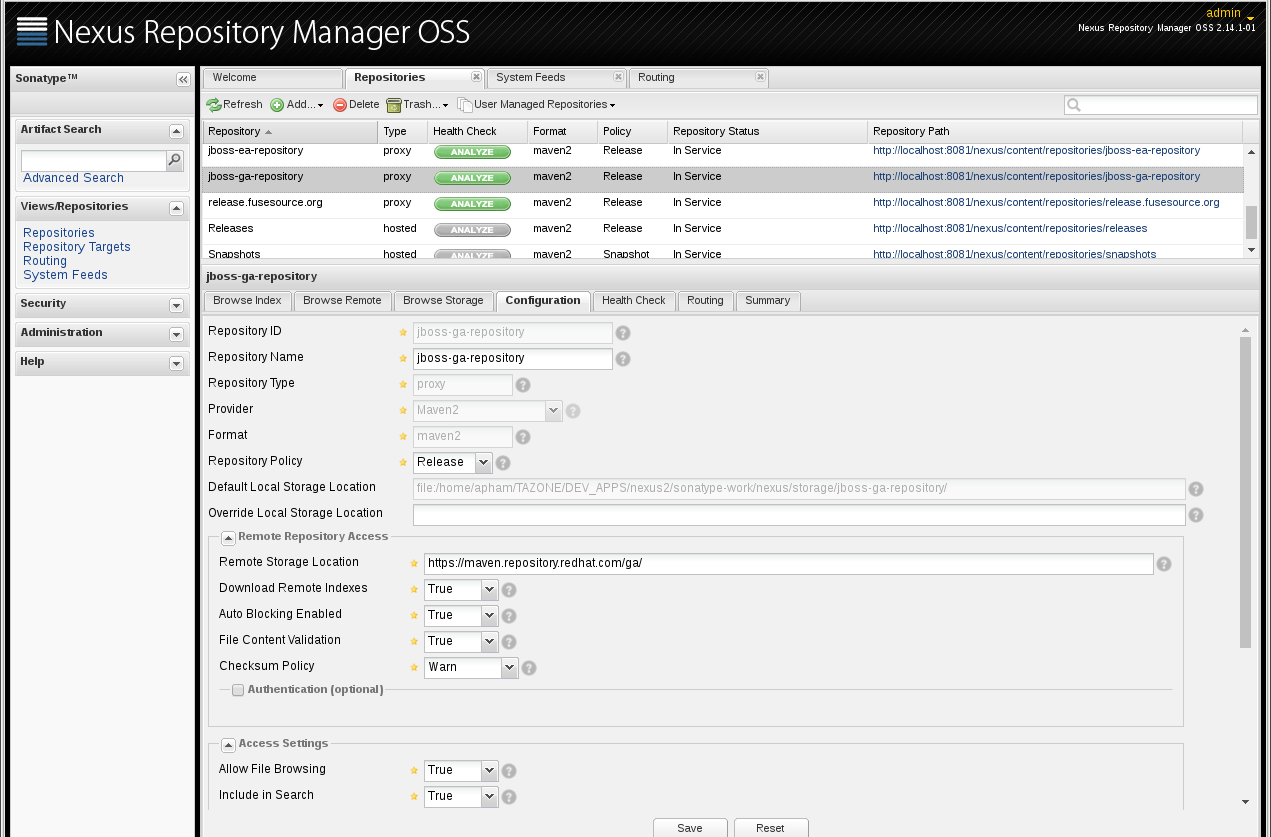 admin
Nexus Repository Manager OSS
Nexus Repository Manager OSS 2.14.1-01
Sonatype™
Welcome
Repositories
System Feeds
Routing
Refresh
Add...
Delete
Trash...
User Managed Repositories
Artifact Search
Advanced Search
Views/Repositories
Repositories
Repository Targets
Routing
System Feeds
Security
Administration
Help
Repository Type Health Check Format Policy Repository Status Repository Path
jboss-ea-repository proxy ANALYZE maven2 Release In Service http://localhost:8081/nexus/content/repositories/jboss-ea-repository
jboss-ga-repository proxy ANALYZE maven2 Release In Service http://localhost:8081/nexus/content/repositories/jboss-ga-repository
release.fusesource.org proxy ANALYZE maven2 Release In Service http://localhost:8081/nexus/content/repositories/release.fusesource.org
Releases hosted ANALYZE maven2 Release In Service http://localhost:8081/nexus/content/repositories/releases
Snapshots hosted ANALYZE maven2 Snapshot In Service http://localhost:8081/nexus/content/repositories/snapshots
jboss-ga-repository
Browse Index
Browse Remote
Browse Storage
Configuration
Health Check
Routing
Summary
Repository ID jboss-ga-repository
Repository Name jboss-ga-repository
Repository Type proxy
Provider Maven2
Format maven2
Repository Policy Release
Default Local Storage Location file:/home/apham/TAZONE/DEV_APPS/nexus2/sonatype-work/nexus/storage/jboss-ga-repository/
Override Local Storage Location
Remote Repository Access
Remote Storage Location https://maven.repository.redhat.com/ga/
Download Remote Indexes True
Auto Blocking Enabled True
File Content Validation True
Checksum Policy Warn
Authentication (optional)
Access Settings
Allow File Browsing True
Include in Search True
Save
Reset